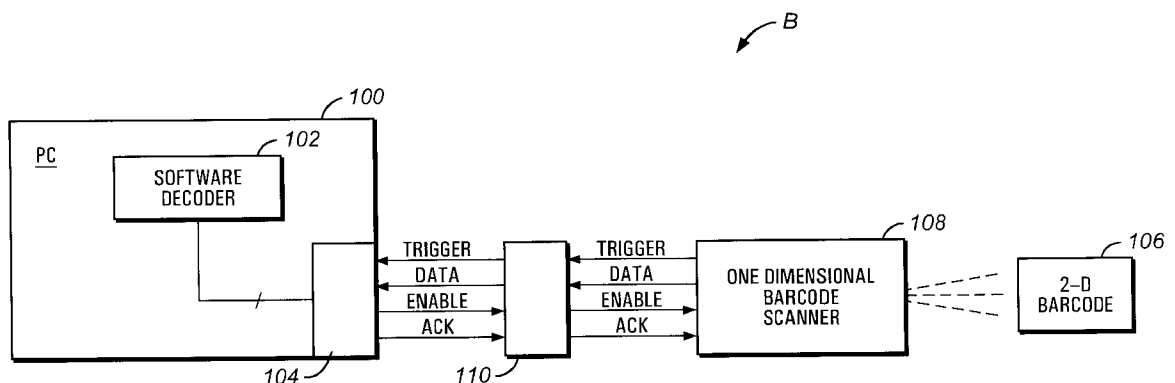 B
100
PC
102
SOFTWARE
DECODER
TRIGGER
DATA
ENABLE
ACK
104
110
TRIGGER
DATA
ENABLE
ACK
108
ONE DIMENSIONAL
BARCODE
SCANNER
106
2-D
BARCODE